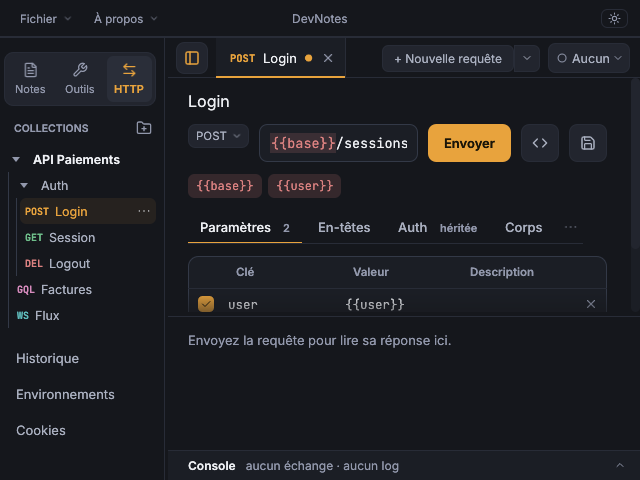 Fichier À propos DevNotes
Notes Outils HTTP
POST Login
+ Nouvelle requête Aucun
COLLECTIONS
API Paiements
Auth
POST Login ···
GET Session
DEL Logout
GQL Factures
WS Flux
Historique
Environnements
Cookies
Login
POST {{base}}/sessions Envoyer
{{base}} {{user}}
Paramètres 2 En-têtes Auth héritée Corps ···
Clé Valeur Description
user {{user}}
Envoyez la requête pour lire sa réponse ici.
Console aucun échange · aucun log